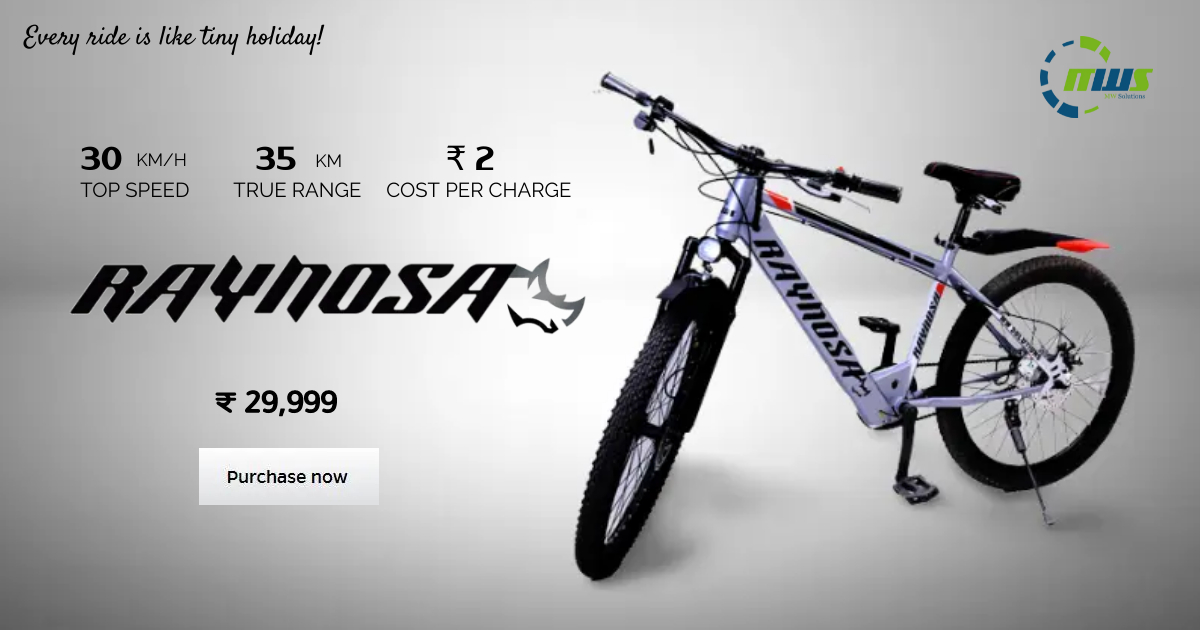 Every ride is like tiny holiday!
MWS
MW Solutions
30 KM/H
TOP SPEED
35 KM
TRUE RANGE
₹ 2
COST PER CHARGE
RAYNOSA
₹ 29,999
Purchase now
RAYNOSA
RAYNOSA